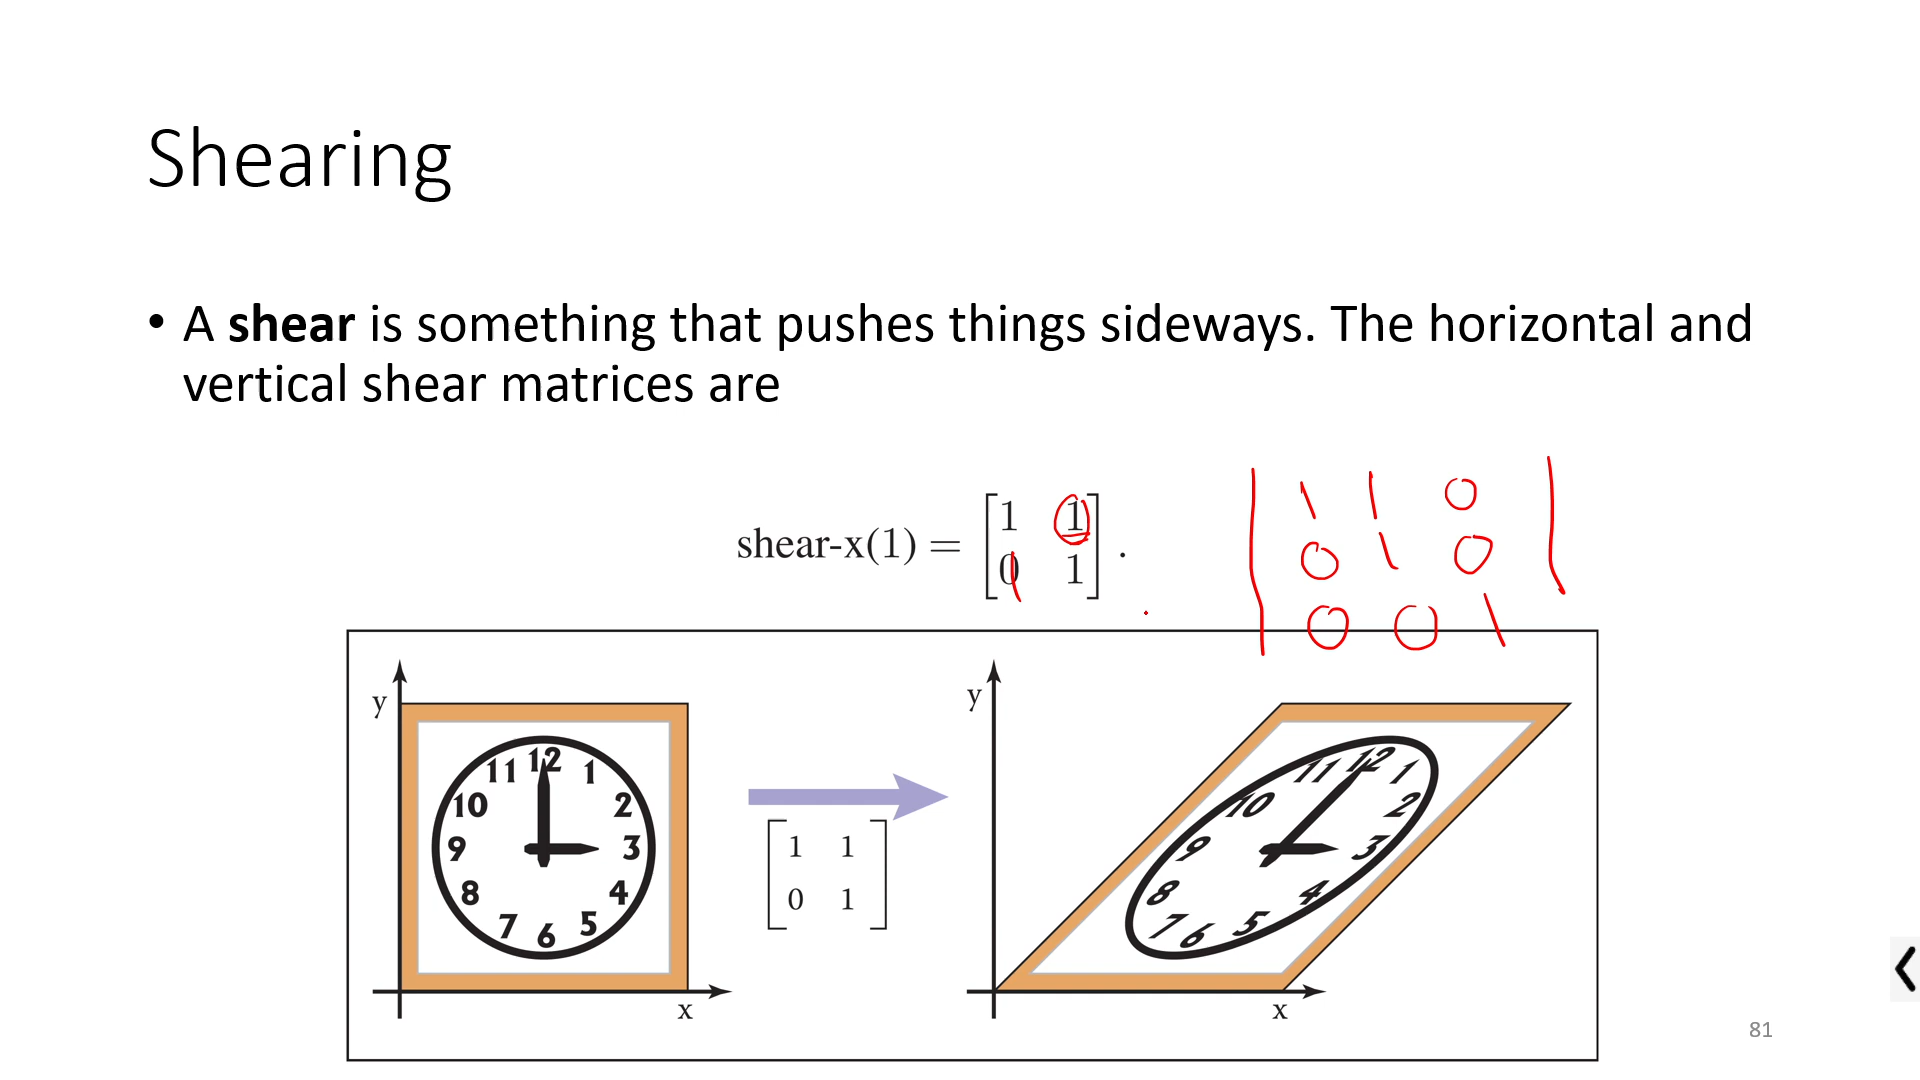 Shearing
• A shear is something that pushes things sideways. The horizontal and
vertical shear matrices are
shear-x(1) = [1 1
0 1].
1 1 0
0 1 0
0 0 1
y
12
11 1
10 2
9 3
8 4
7 5
6
x
1 1
0 1
y
12
11 1
10 2
9 3
8 4
7 5
6
x
81